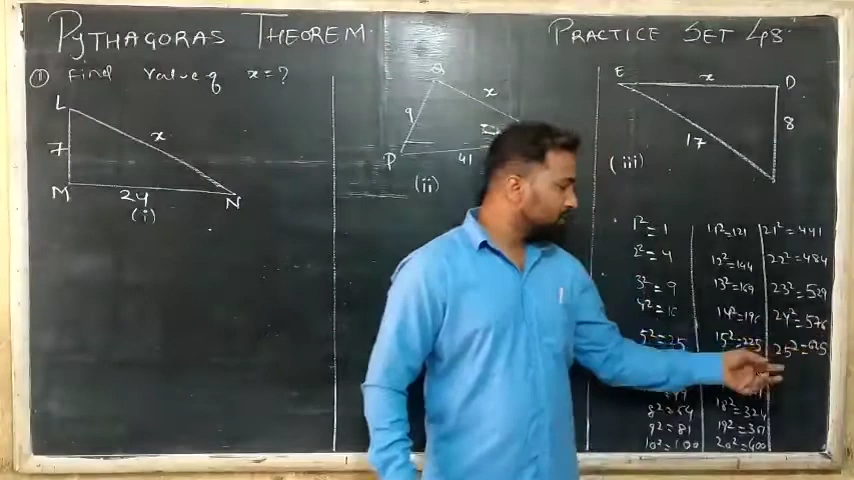 PYTHAGORAS THEOREM
PRACTICE SET 48
① Find value of x = ?
L
x
7
M
24
N
(i)
Q
x
9
P
41
(ii)
E
x
D
8
17
(iii)
1² = 1
2² = 4
3² = 9
4² = 16
5² = 25
8² = 64
9² = 81
10² = 100
11² = 121
12² = 144
13² = 169
14² = 196
15² = 225
18² = 324
19² = 361
20² = 400
21² = 441
22² = 484
23² = 529
24² = 576
25² = 625